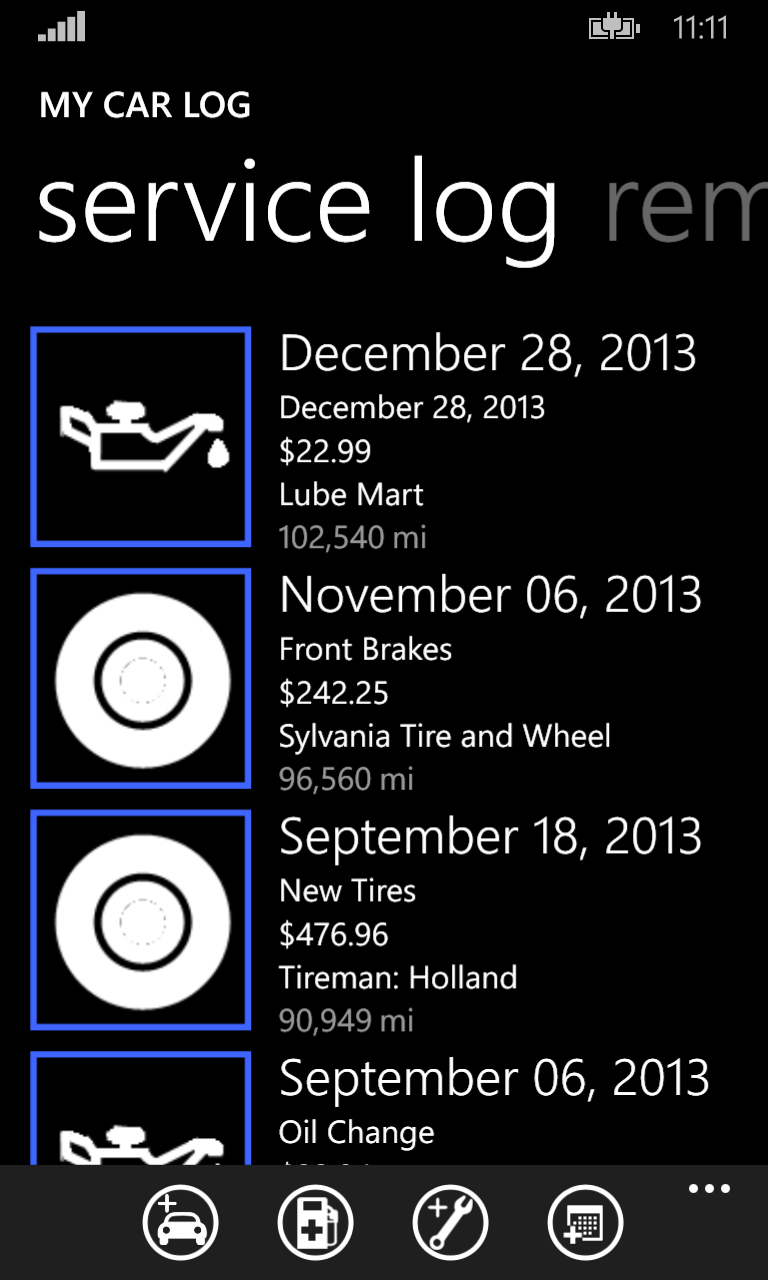 11:11
MY CAR LOG
service log rem
December 28, 2013
December 28, 2013
$22.99
Lube Mart
102,540 mi
November 06, 2013
Front Brakes
$242.25
Sylvania Tire and Wheel
96,560 mi
September 18, 2013
New Tires
$476.96
Tireman: Holland
90,949 mi
September 06, 2013
Oil Change